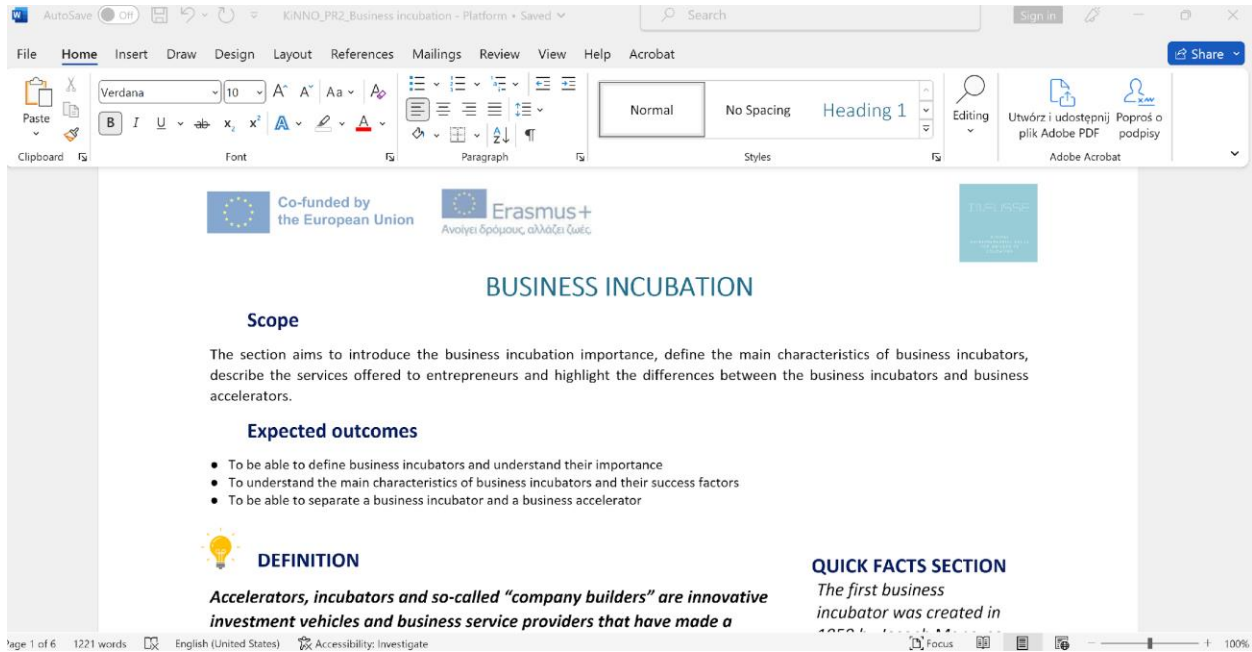 AutoSave Off KiNNO_PR2_Business incubation - Platform • Saved Search Sign in
File Home Insert Draw Design Layout References Mailings Review View Help Acrobat Share
Verdana 10 A^ A˅ Aa A
Paste B I U ab x₂ x² A A
Normal No Spacing Heading 1
Editing
Utwórz i udostępnij plik Adobe PDF
Poproś o podpisy
Clipboard Font Paragraph Styles Adobe Acrobat
Co-funded by
the European Union
Erasmus+
Ανοίγει δρόμους, αλλάζει ζωές.
BUSINESS INCUBATION
Scope
The section aims to introduce the business incubation importance, define the main characteristics of business incubators,
describe the services offered to entrepreneurs and highlight the differences between the business incubators and business
accelerators.
Expected outcomes
● To be able to define business incubators and understand their importance
● To understand the main characteristics of business incubators and their success factors
● To be able to separate a business incubator and a business accelerator
DEFINITION
Accelerators, incubators and so-called “company builders” are innovative
investment vehicles and business service providers that have made a
QUICK FACTS SECTION
The first business
incubator was created in
Page 1 of 6 1221 words English (United States) Accessibility: Investigate Focus 100%